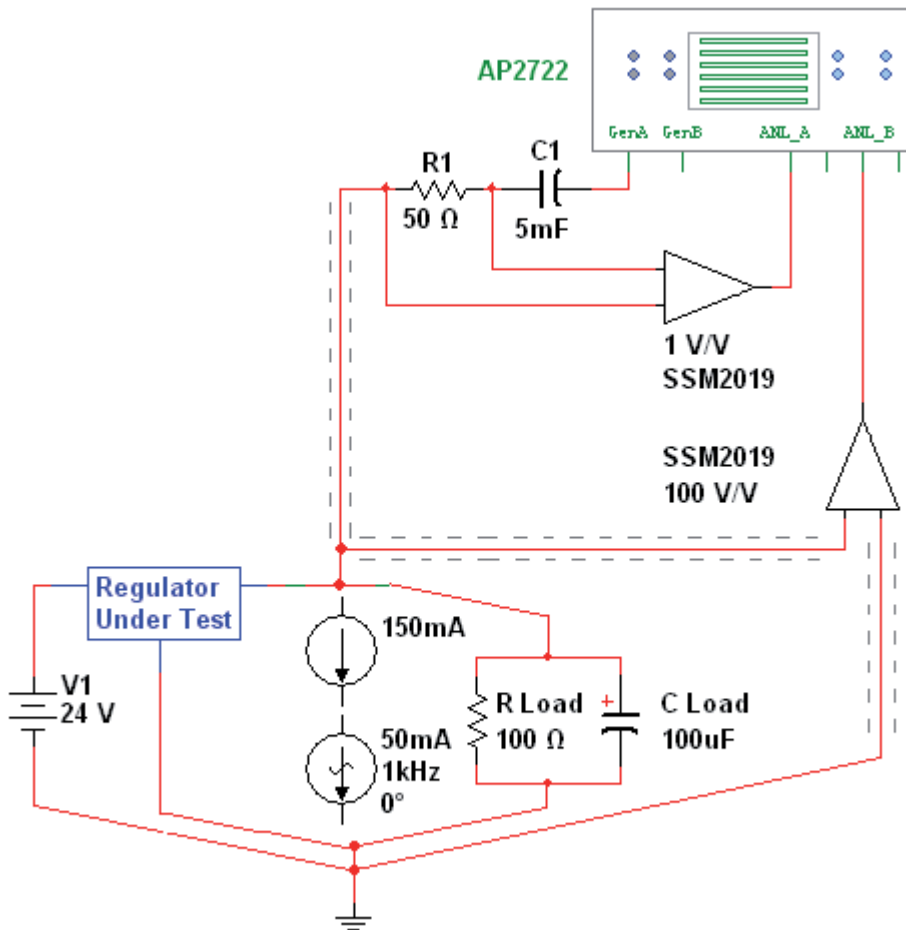 AP2722
GenA GenB ANL_A ANL_B
R1
50 Ω
C1
5mF
1 V/V
SSM2019
SSM2019
100 V/V
Regulator
Under Test
150mA
V1
24 V
50mA
1kHz
0°
R Load
100 Ω
+
C Load
100uF